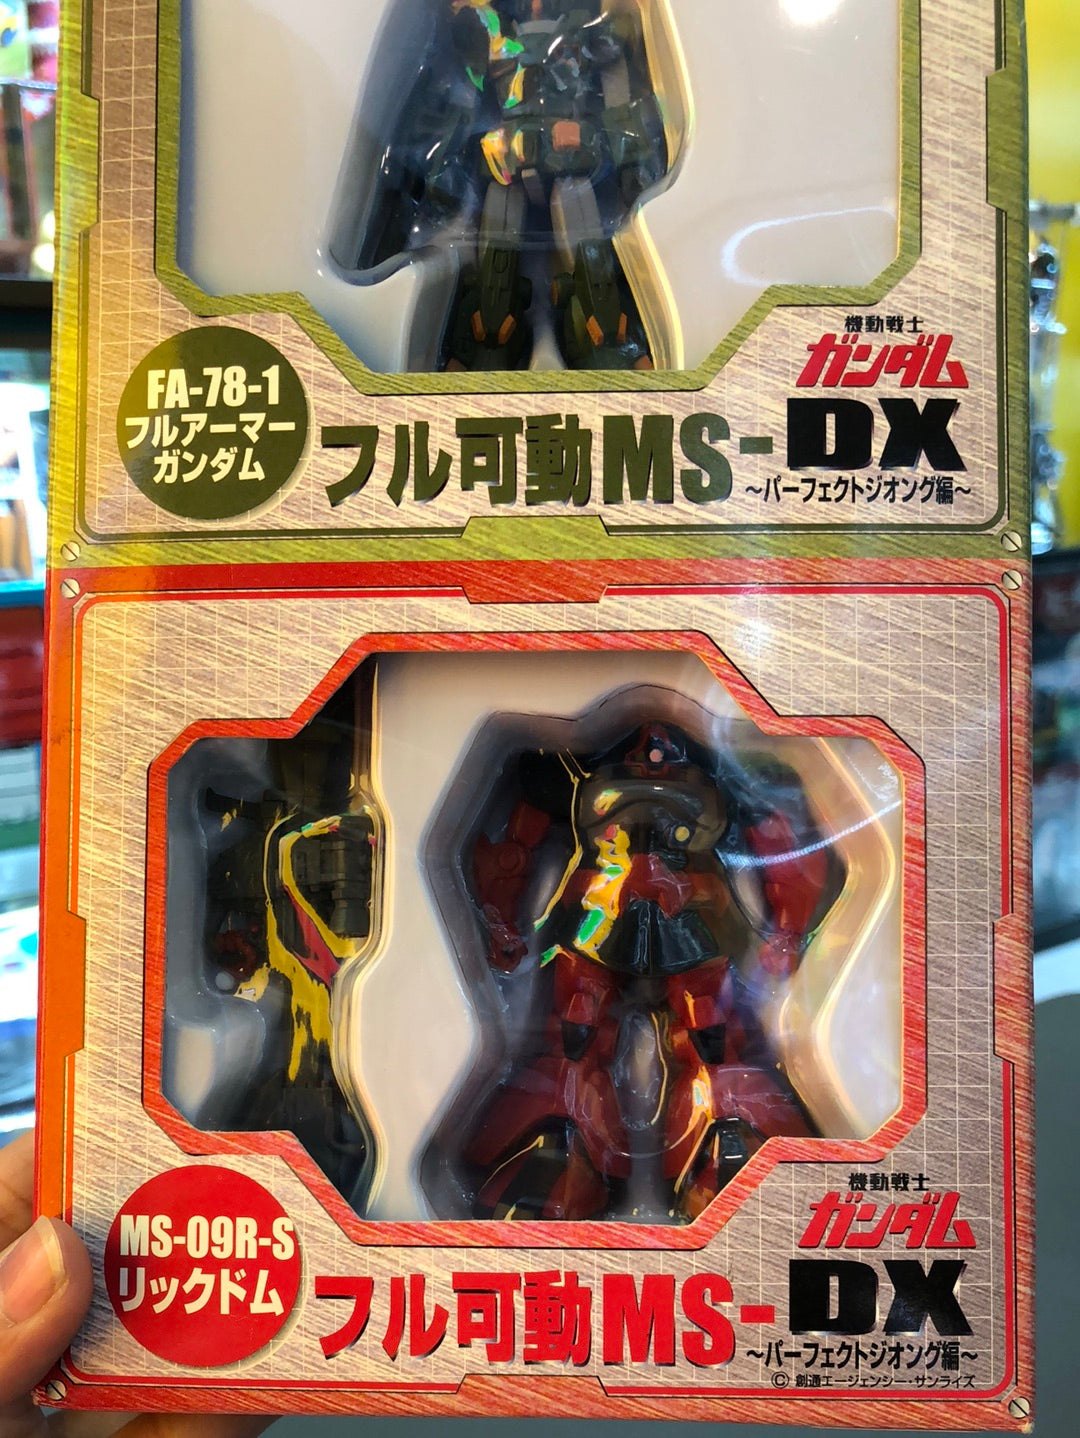 FA-78-1
フルアーマー
ガンダム
機動戦士
ガンダム
フル可動MS-DX
~パーフェクトジオング編~
MS-09R-S
リックドム
機動戦士
ガンダム
フル可動MS-DX
~パーフェクトジオング編~
© 創通エージェンシー・サンライズ